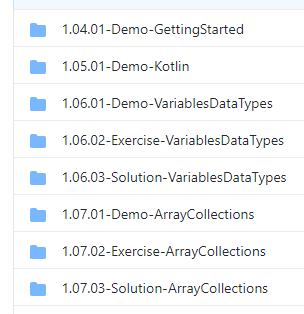 1.04.01-Demo-GettingStarted
1.05.01-Demo-Kotlin
1.06.01-Demo-VariablesDataTypes
1.06.02-Exercise-VariablesDataTypes
1.06.03-Solution-VariablesDataTypes
1.07.01-Demo-ArrayCollections
1.07.02-Exercise-ArrayCollections
1.07.03-Solution-ArrayCollections